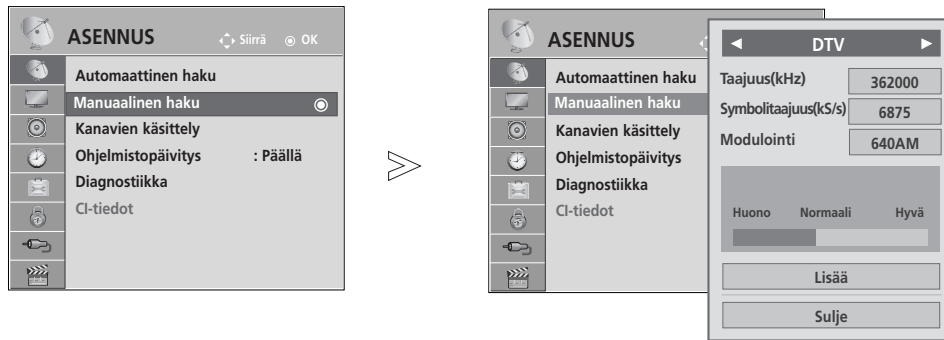 ASENNUS Siirrä OK
Automaattinen haku
Manuaalinen haku
Kanavien käsittely
Ohjelmistopäivitys : Päällä
Diagnostiikka
CI-tiedot
ASENNUS
Automaattinen haku
Manuaalinen haku
Kanavien käsittely
Ohjelmistopäivitys
Diagnostiikka
CI-tiedot
DTV
Taajuus(kHz) 362000
Symbolitaajuus(kS/s) 6875
Modulointi 640AM
Huono Normaali Hyvä
Lisää
Sulje